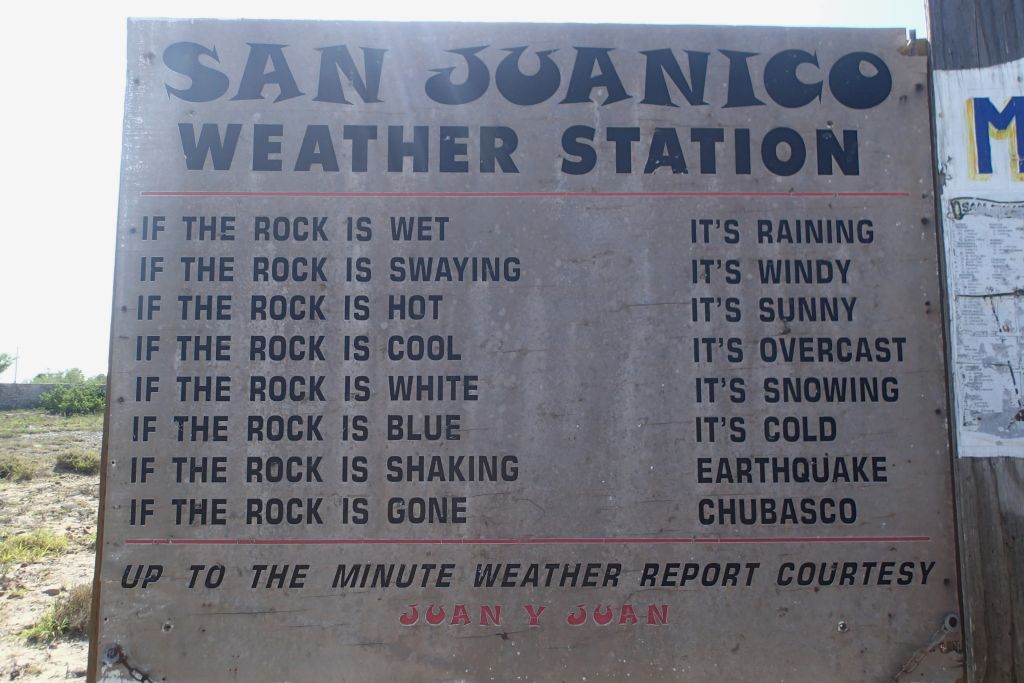 SAN JUANICO
WEATHER STATION
IF THE ROCK IS WET IT'S RAINING
IF THE ROCK IS SWAYING IT'S WINDY
IF THE ROCK IS HOT IT'S SUNNY
IF THE ROCK IS COOL IT'S OVERCAST
IF THE ROCK IS WHITE IT'S SNOWING
IF THE ROCK IS BLUE IT'S COLD
IF THE ROCK IS SHAKING EARTHQUAKE
IF THE ROCK IS GONE CHUBASCO
UP TO THE MINUTE WEATHER REPORT COURTESY
JUAN Y JUAN
M